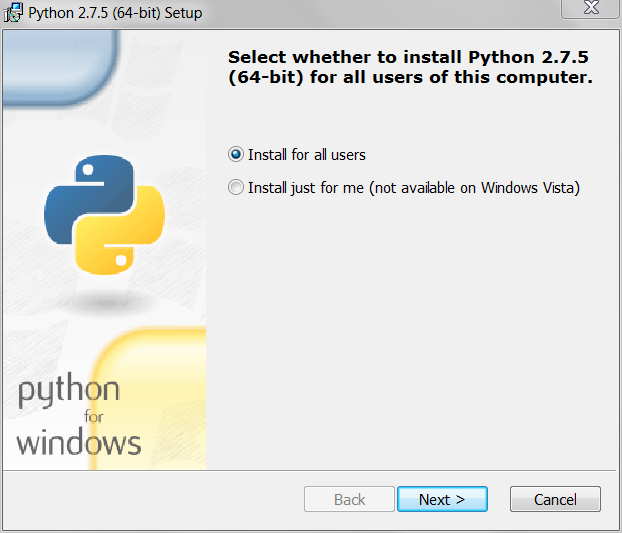 Python 2.7.5 (64-bit) Setup
Select whether to install Python 2.7.5
(64-bit) for all users of this computer.
Install for all users
Install just for me (not available on Windows Vista)
python
for
windows
Back
Next >
Cancel